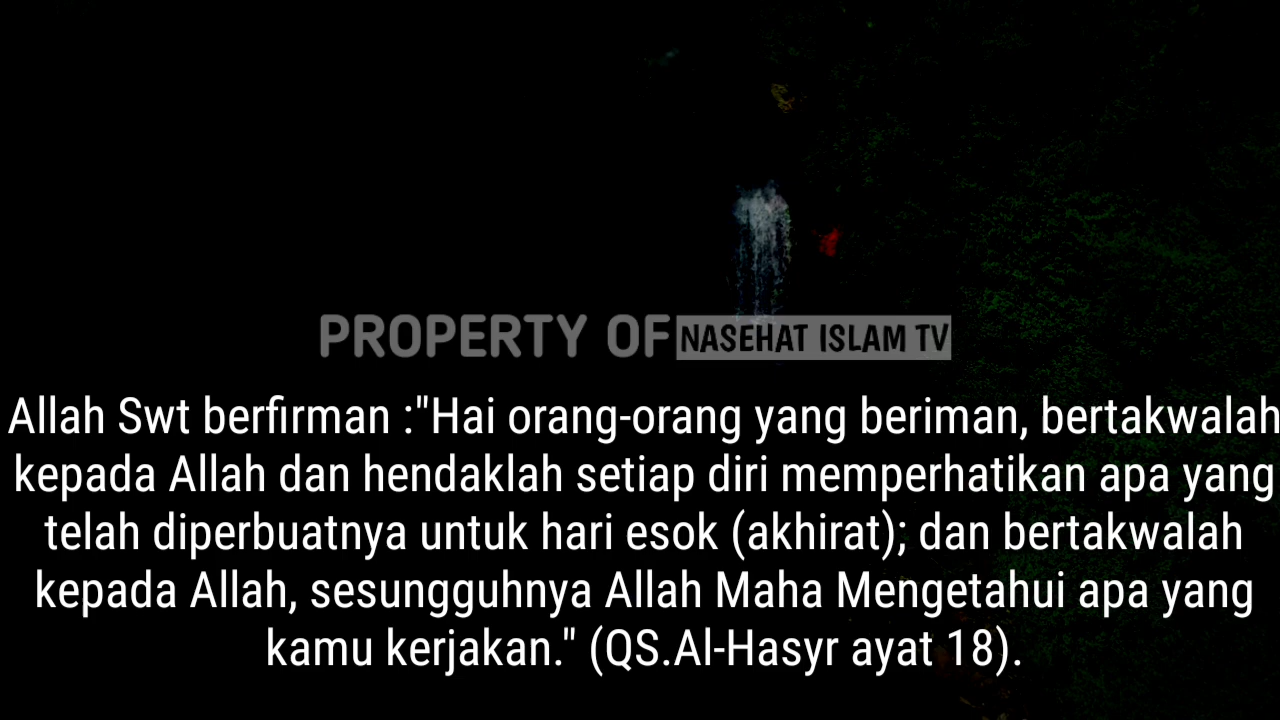 PROPERTY OF NASEHAT ISLAM TV
Allah Swt berfirman :"Hai orang-orang yang beriman, bertakwalah
kepada Allah dan hendaklah setiap diri memperhatikan apa yang
telah diperbuatnya untuk hari esok (akhirat); dan bertakwalah
kepada Allah, sesungguhnya Allah Maha Mengetahui apa yang
kamu kerjakan." (QS.Al-Hasyr ayat 18).